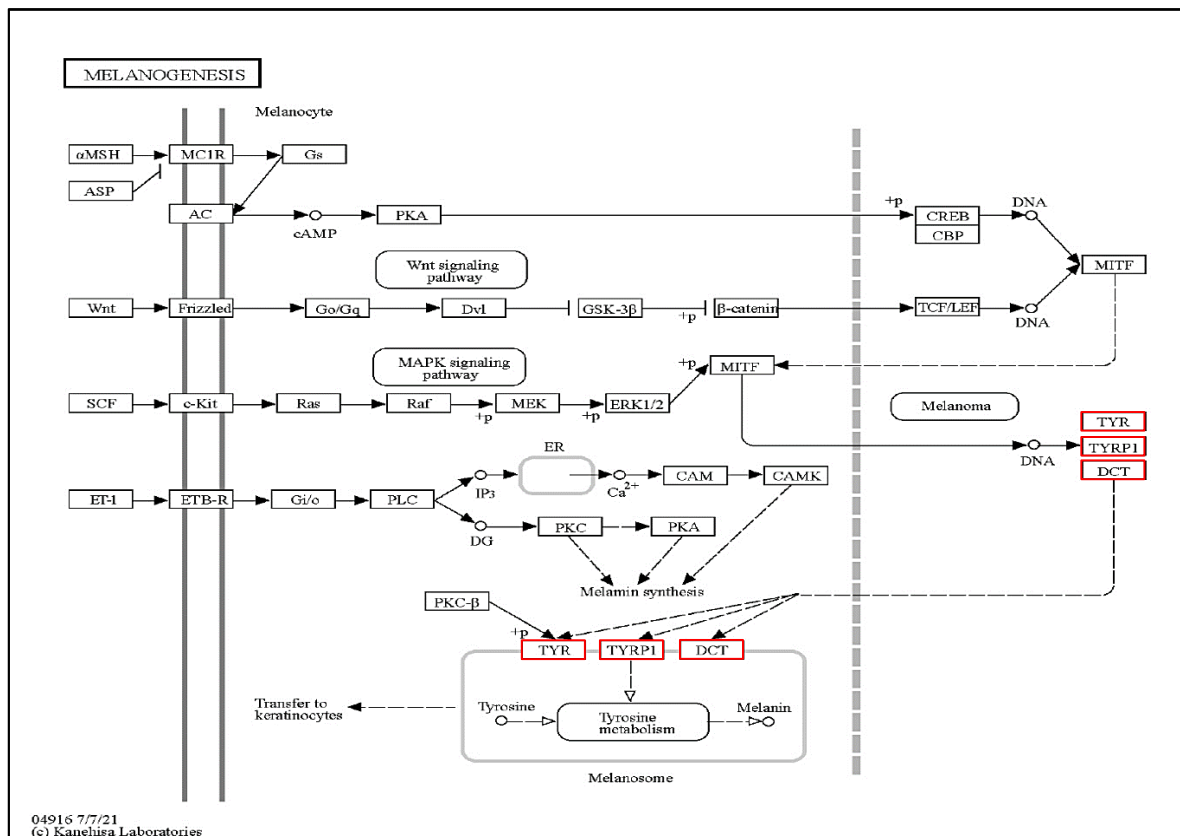 MELANOGENESIS
Melanocyte
αMSH
MC1R
Gs
ASP
AC
cAMP
PKA
+p
CREB
CBP
DNA
MITF
Wnt signaling
pathway
Wnt
Frizzled
Go/Gq
Dvl
GSK-3β
+p
β-catenin
TCF/LEF
DNA
MAPK signaling
pathway
+p
MITF
SCF
c-Kit
Ras
Raf
+p
MEK
+p
ERK1/2
Melanoma
DNA
TYR
TYRP1
DCT
ER
ET-1
ETB-R
Gi/o
PLC
IP3
Ca2+
CAM
CAMK
DG
PKC
PKA
Melamin synthesis
PKC-β
+p
TYR
TYRP1
DCT
Transfer to
keratinocytes
Tyrosine
Tyrosine
metabolism
Melanin
Melanosome
04916 7/7/21
(c) Kanehisa Laboratories